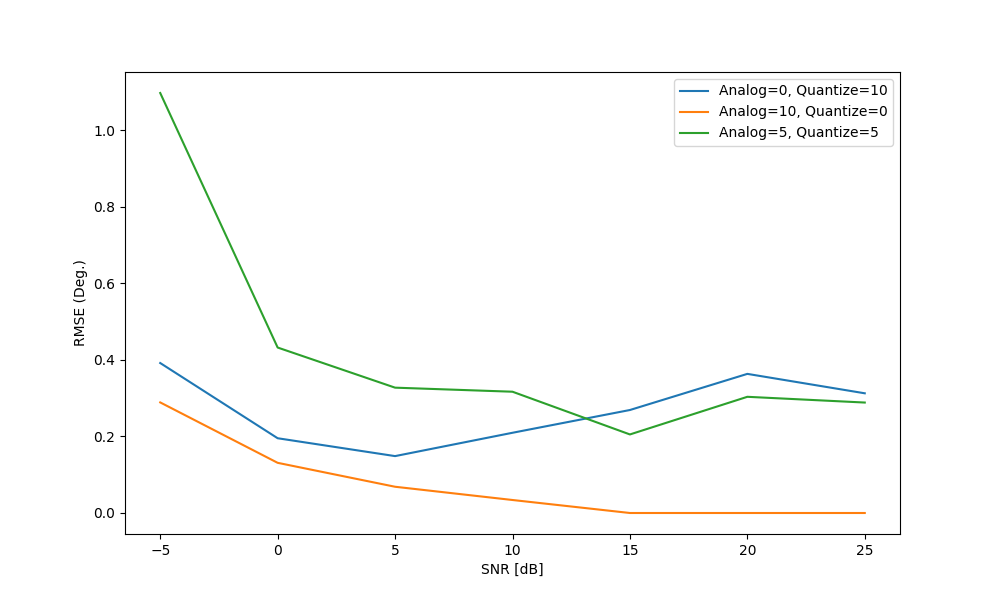 Analog=0, Quantize=10
Analog=10, Quantize=0
Analog=5, Quantize=5
1.0
0.8
0.6
0.4
0.2
0.0
RMSE (Deg.)
−5 0 5 10 15 20 25
SNR [dB]